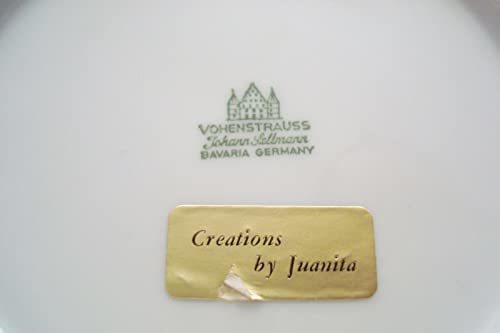 VOHENSTRAUSS
Johann Seltmann
BAVARIA GERMANY
Creations
by Juanita